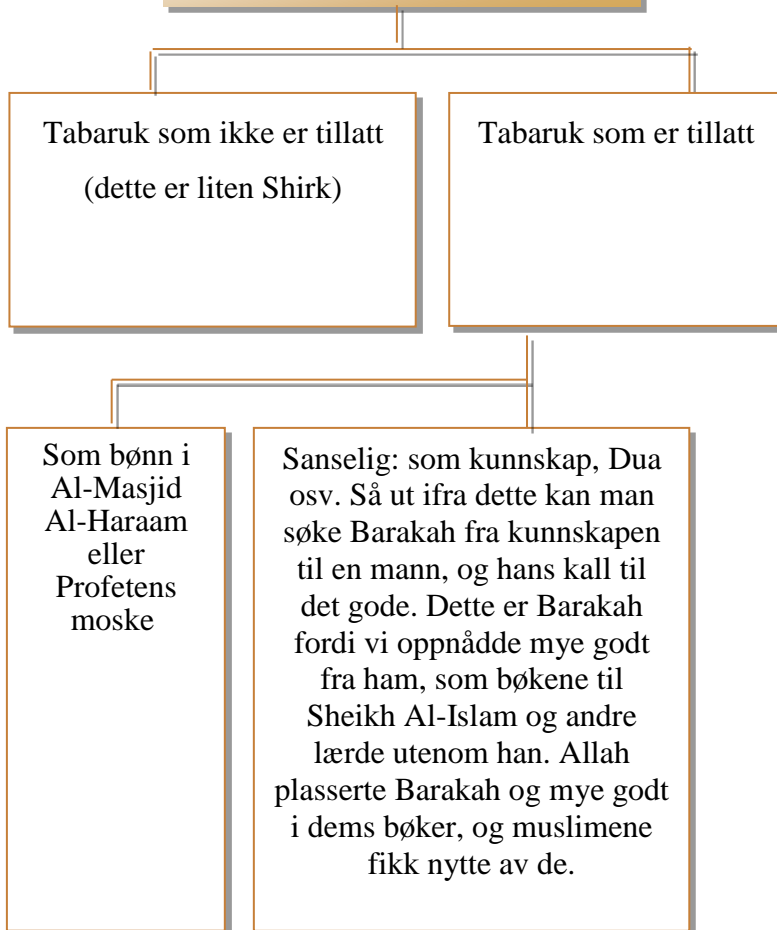 Tabaruk som ikke er tillatt
(dette er liten Shirk)
Tabaruk som er tillatt
Som bønn i
Al-Masjid
Al-Haraam
eller
Profetens
moske
Sanselig: som kunnskap, Dua
osv. Så ut ifra dette kan man
søke Barakah fra kunnskapen
til en mann, og hans kall til
det gode. Dette er Barakah
fordi vi oppnådde mye godt
fra ham, som bøkene til
Sheikh Al-Islam og andre
lærde utenom han. Allah
plasserte Barakah og mye godt
i dems bøker, og muslimene
fikk nytte av de.